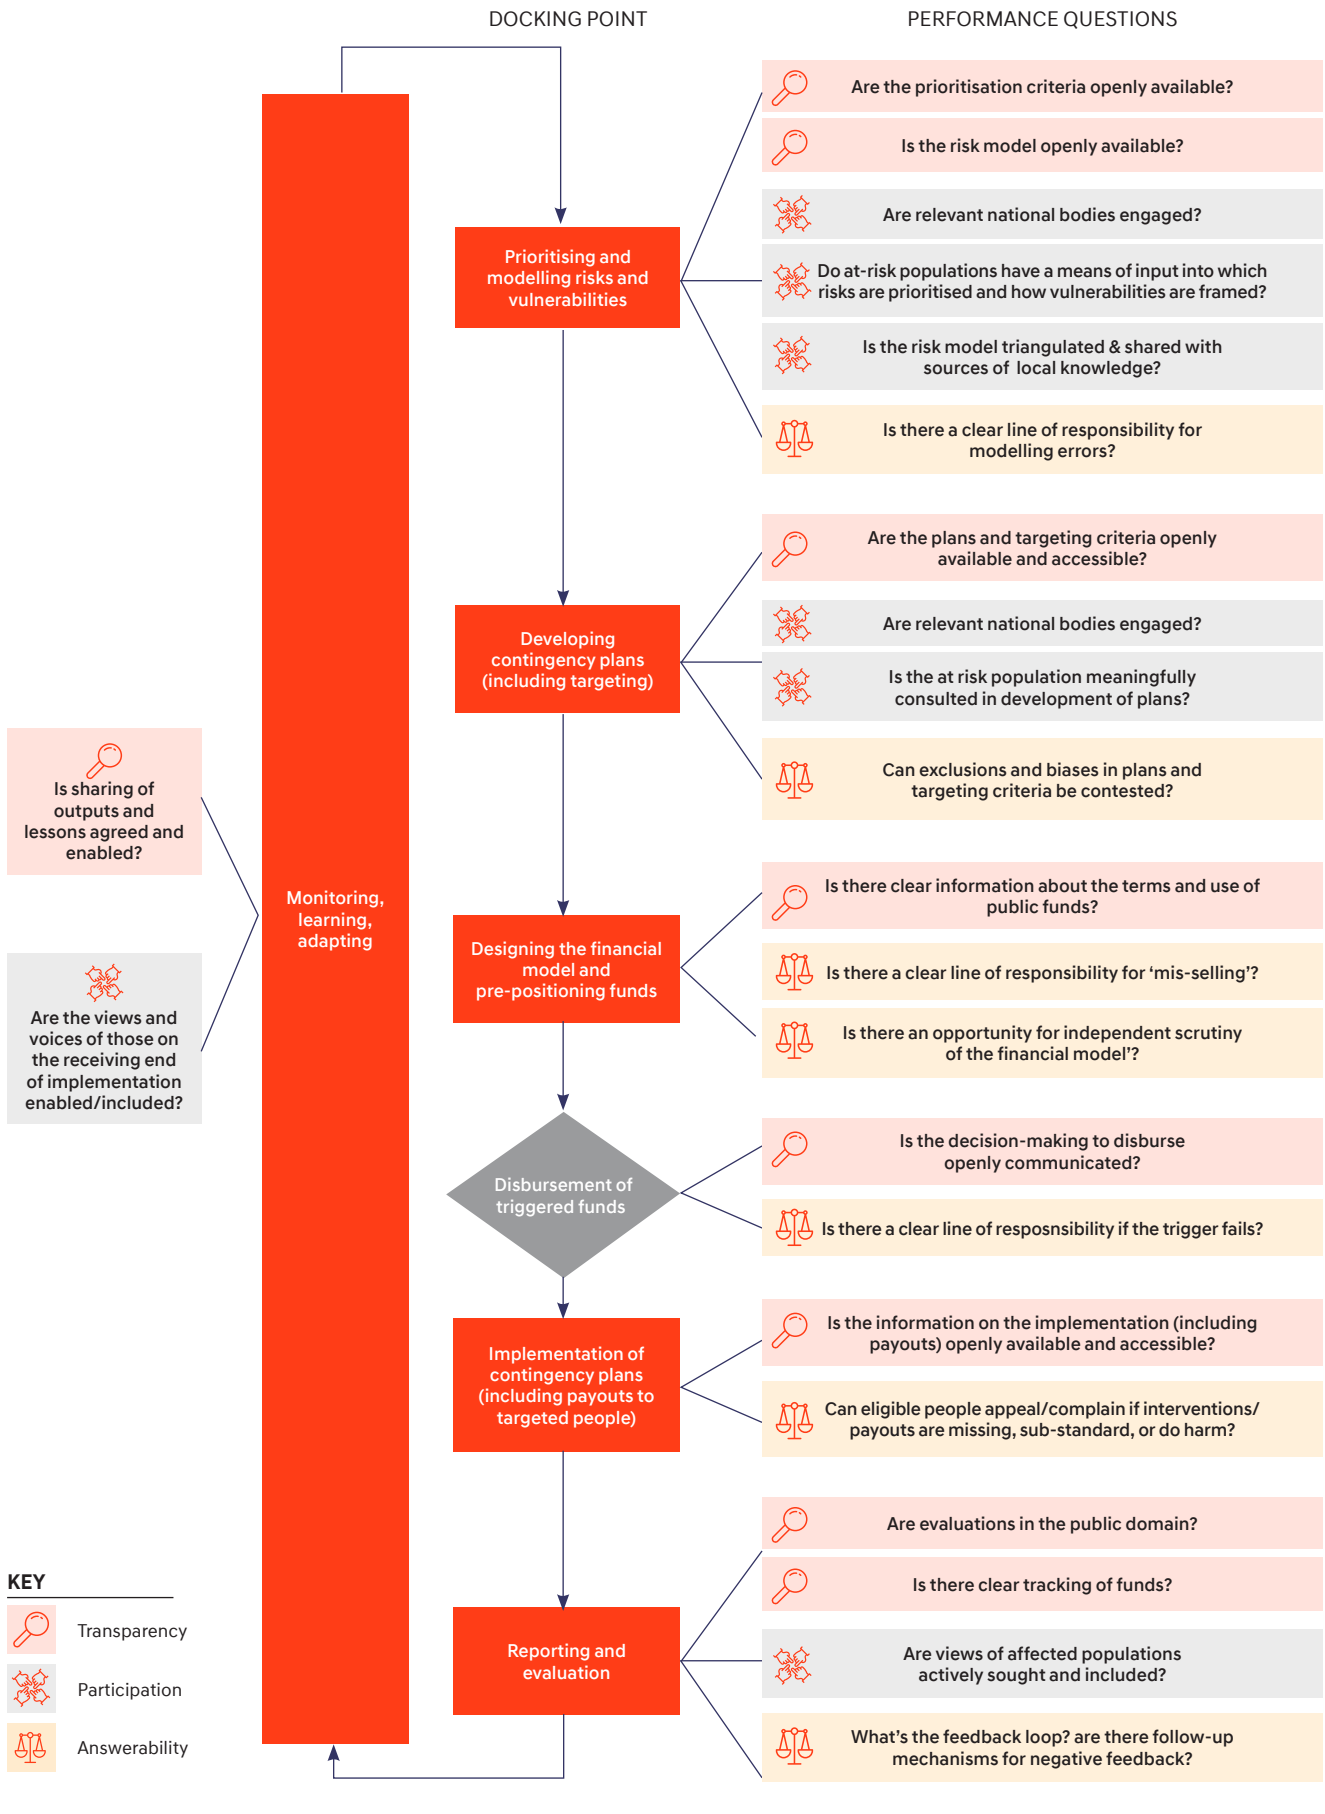 DOCKING POINT
PERFORMANCE QUESTIONS
Prioritising and
modelling risks and
vulnerabilities
Are the prioritisation criteria openly available?
Is the risk model openly available?
Are relevant national bodies engaged?
Do at-risk populations have a means of input into which
risks are prioritised and how vulnerabilities are framed?
Is the risk model triangulated & shared with
sources of local knowledge?
Is there a clear line of responsibility for
modelling errors?
Developing
contingency plans
(including targeting)
Are the plans and targeting criteria openly
available and accessible?
Are relevant national bodies engaged?
Is the at risk population meaningfully
consulted in development of plans?
Can exclusions and biases in plans and
targeting criteria be contested?
Is sharing of
outputs and
lessons agreed and
enabled?
Are the views and
voices of those on
the receiving end
of implementation
enabled/included?
Monitoring,
learning,
adapting
Designing the financial
model and
pre-positioning funds
Is there clear information about the terms and use of
public funds?
Is there a clear line of responsibility for ‘mis-selling’?
Is there an opportunity for independent scrutiny
of the financial model’?
Disbursement of
triggered funds
Is the decision-making to disburse
openly communicated?
Is there a clear line of resposnsibility if the trigger fails?
Implementation of
contingency plans
(including payouts to
targeted people)
Is the information on the implementation (including
payouts) openly available and accessible?
Can eligible people appeal/complain if interventions/
payouts are missing, sub-standard, or do harm?
Reporting and
evaluation
Are evaluations in the public domain?
Is there clear tracking of funds?
Are views of affected populations
actively sought and included?
What’s the feedback loop? are there follow-up
mechanisms for negative feedback?
KEY
Transparency
Participation
Answerability